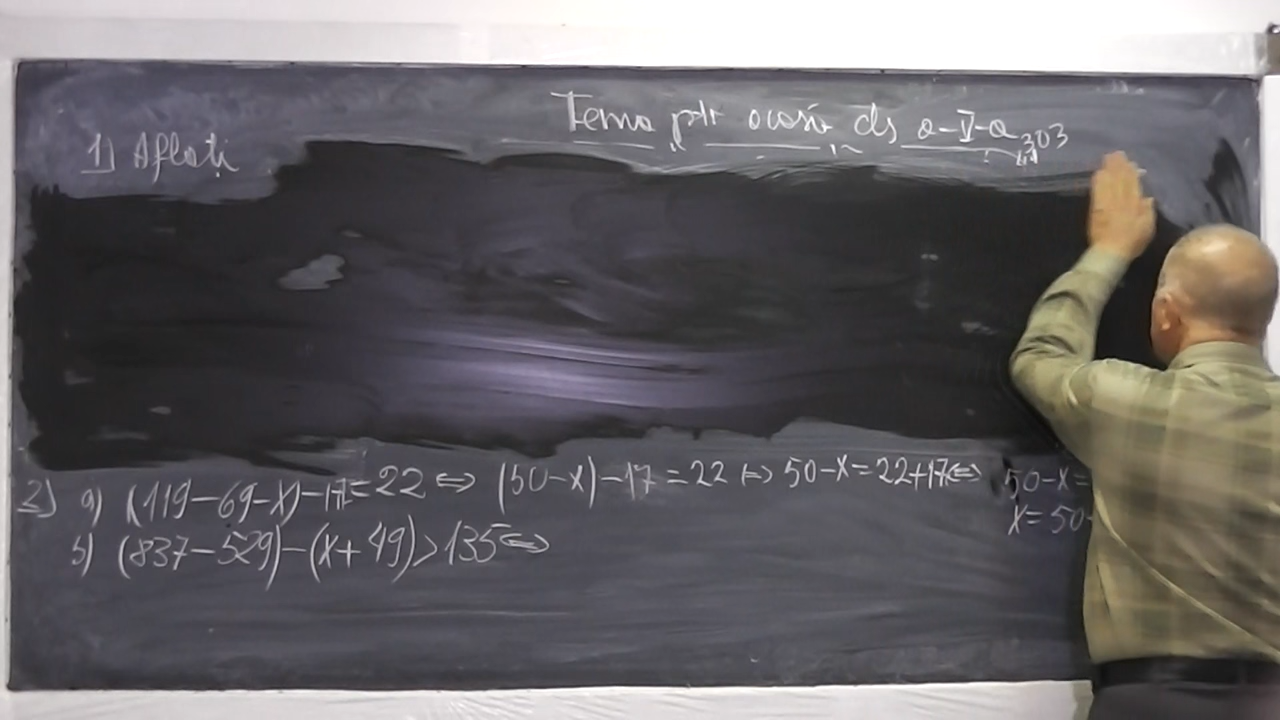 Tema ptr acasă cls a-V-a 303
1) Aflați
2) a) (119-69-x)-17=22 ⇔ (50-x)-17=22 ⇔ 50-x=22+17 ⇔ 50-x=
x=50-
b) (837-529)-(x+49)>135 ⇔